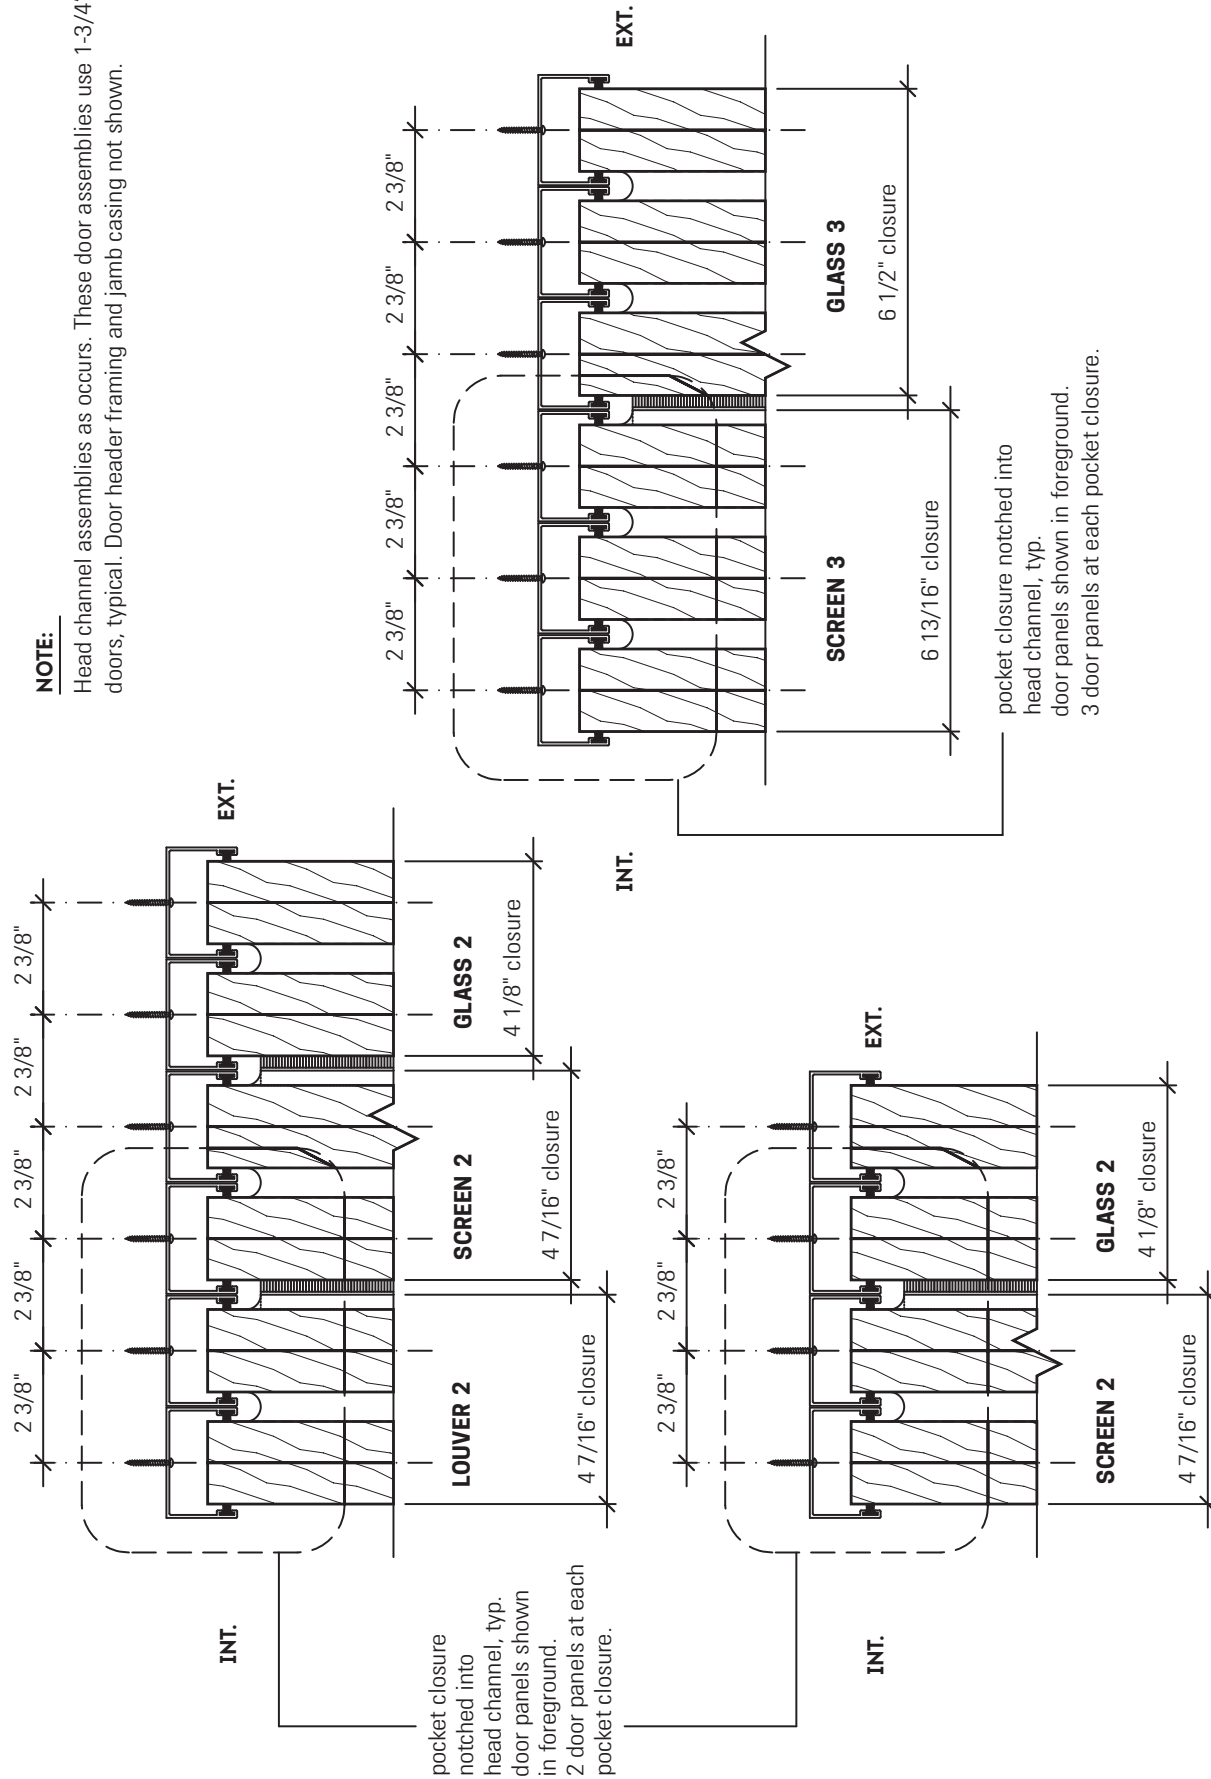 NOTE:
Head channel assemblies as occurs. These door assemblies use 1-3/4"
doors, typical. Door header framing and jamb casing not shown.
2 3/8"
2 3/8"
2 3/8"
2 3/8"
2 3/8"
INT.
EXT.
LOUVER 2
SCREEN 2
GLASS 2
4 7/16" closure
4 7/16" closure
4 1/8" closure
pocket closure
notched into
head channel, typ.
door panels shown
in foreground.
2 door panels at each
pocket closure.
2 3/8"
2 3/8"
2 3/8"
INT.
EXT.
SCREEN 2
GLASS 2
4 7/16" closure
4 1/8" closure
2 3/8"
2 3/8"
2 3/8"
2 3/8"
2 3/8"
INT.
EXT.
SCREEN 3
GLASS 3
6 13/16" closure
6 1/2" closure
pocket closure notched into
head channel, typ.
door panels shown in foreground.
3 door panels at each pocket closure.